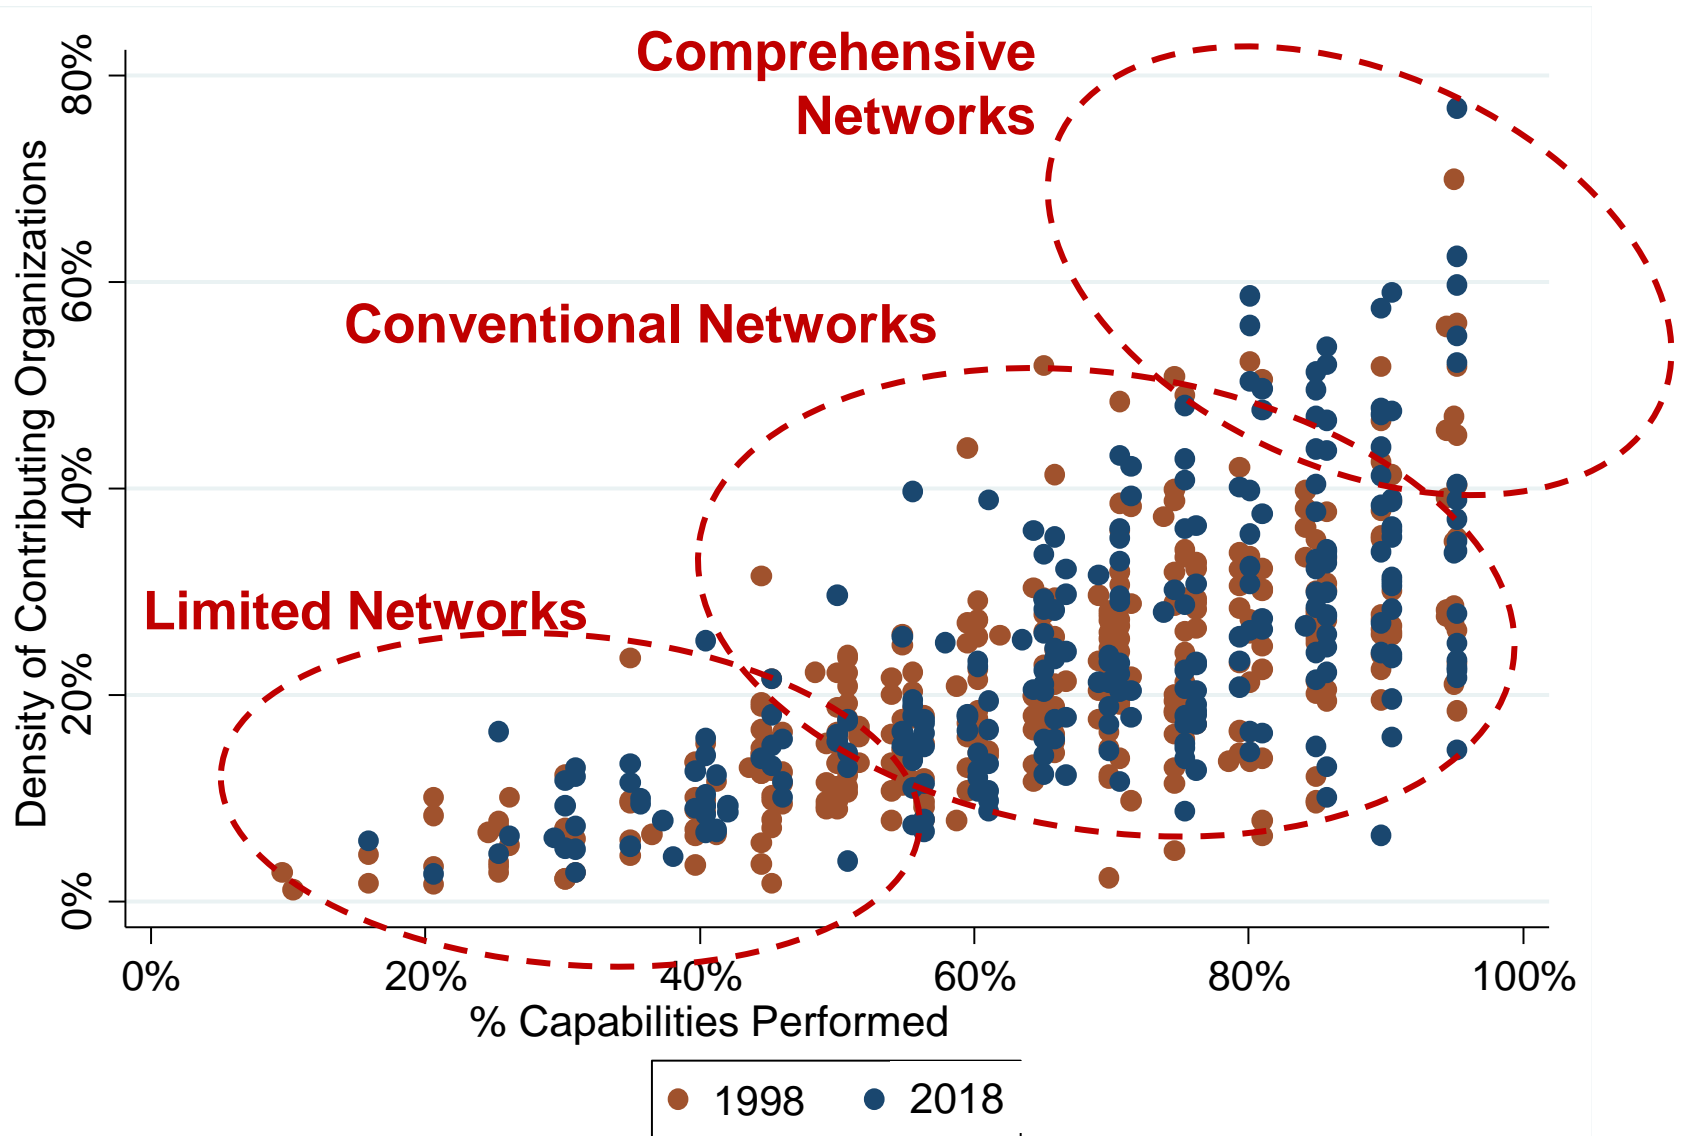 Comprehensive
Networks
Conventional Networks
Limited Networks
Density of Contributing Organizations
80%
60%
40%
20%
0%
0% 20% 40% 60% 80% 100%
% Capabilities Performed
1998 2018